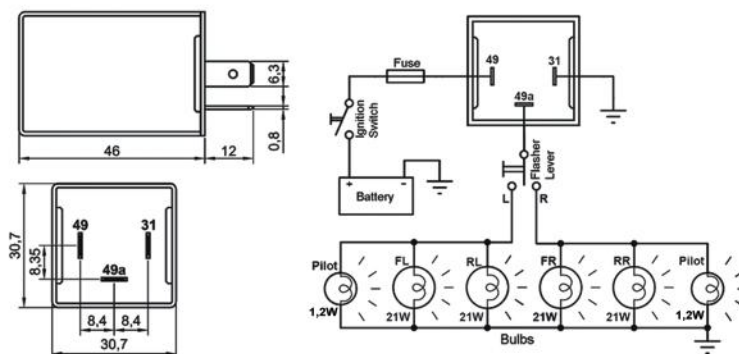 6,3
0,8
46
12
49
31
49a
30,7
8,35
8,4
8,4
30,7
Fuse
49
31
49a
Ignition
Switch
Flasher
Lever
+
-
Battery
L
R
Pilot
FL
RL
FR
RR
Pilot
1,2W
21W
21W
21W
21W
1,2W
Bulbs